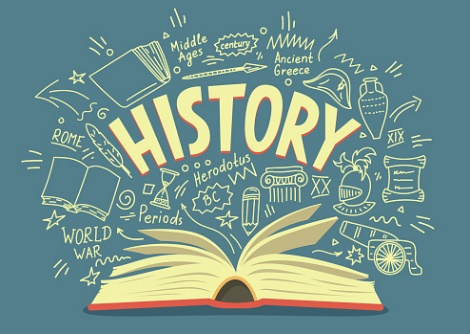 Middle
Ages
century
Ancient
Greece
HISTORY
ROME
XIX
Herodotus
BC
XX
Periods
WORLD
WAR